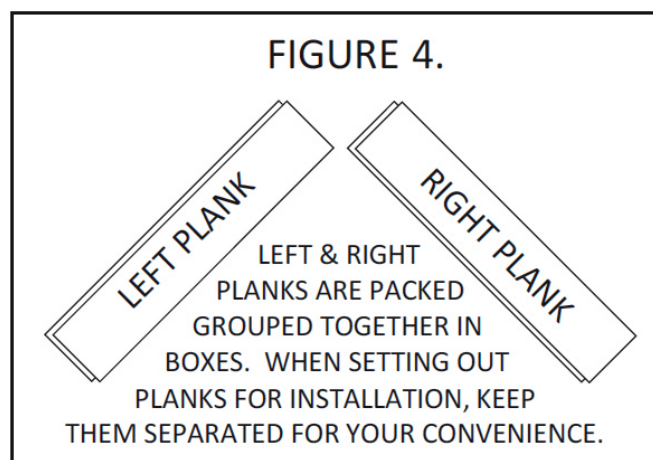 FIGURE 4.
LEFT PLANK
RIGHT PLANK
LEFT & RIGHT
PLANKS ARE PACKED
GROUPED TOGETHER IN
BOXES.  WHEN SETTING OUT
PLANKS FOR INSTALLATION, KEEP
THEM SEPARATED FOR YOUR CONVENIENCE.